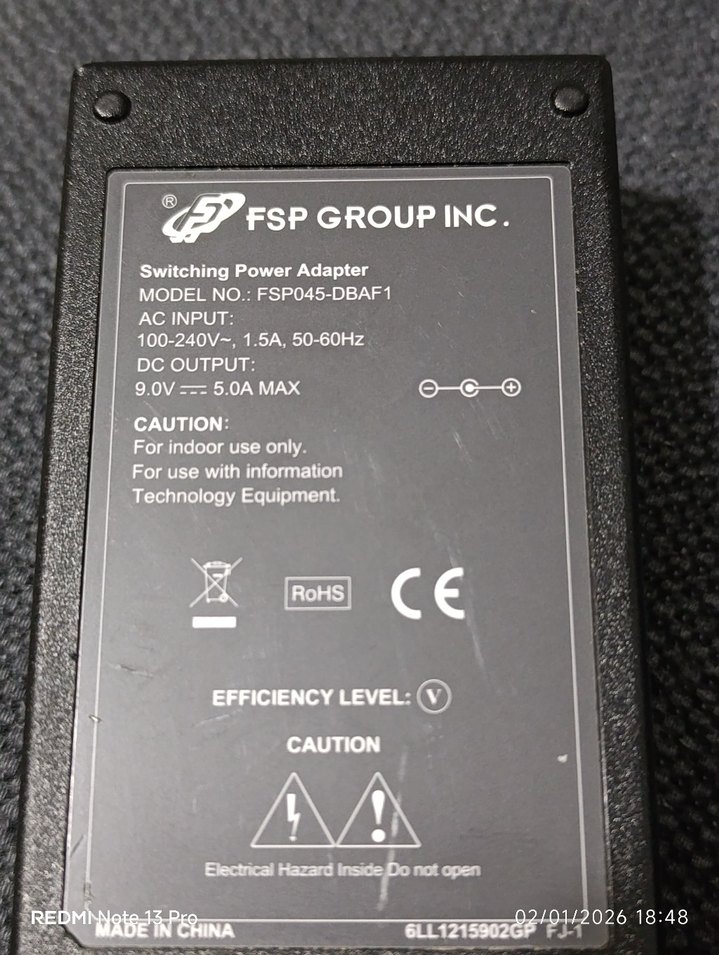 ® FSP GROUP INC.
Switching Power Adapter
MODEL NO.: FSP045-DBAF1
AC INPUT:
100-240V~, 1.5A, 50-60Hz
DC OUTPUT:
9.0V ⎓ 5.0A MAX
CAUTION:
For indoor use only.
For use with information
Technology Equipment.
RoHS CE
EFFICIENCY LEVEL: V
CAUTION
Electrical Hazard Inside Do not open
REDMI Note 13 Pro 02/01/2026 18:48
MADE IN CHINA 6LL1215902GP FJ-1